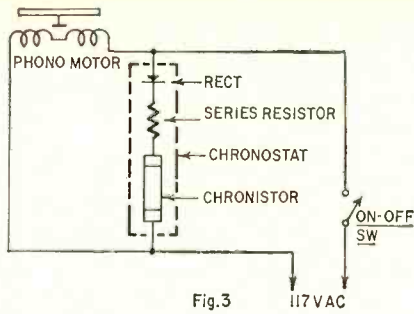 PHONO MOTOR
RECT
SERIES RESISTOR
CHRONOSTAT
CHRONISTOR
ON-OFF
SW
Fig.3
117VAC